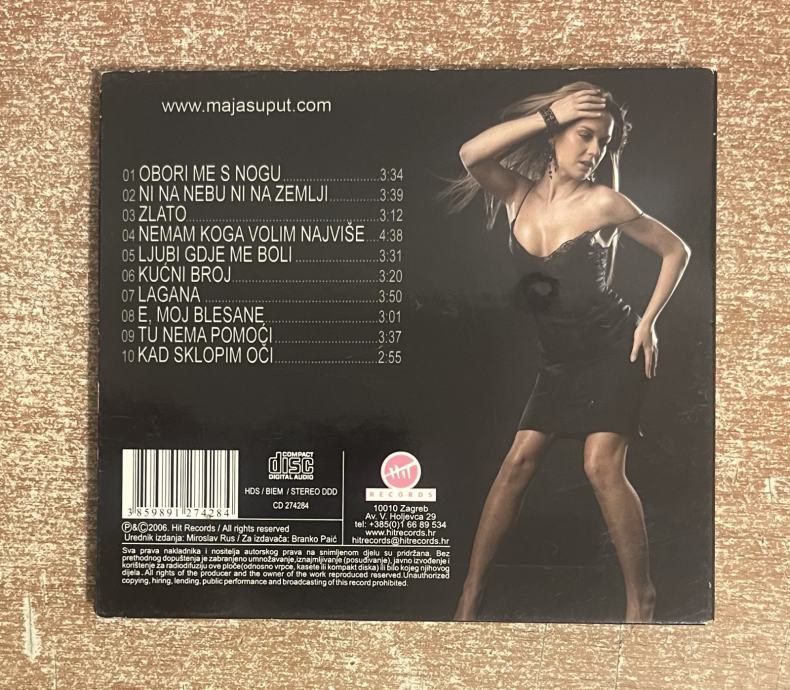 www.majasuput.com
01 OBORI ME S NOGU..........................3:34
02 NI NA NEBU NI NA ZEMLJI.............3:39
03 ZLATO..................................................3:12
04 NEMAM KOGA VOLIM NAJVIŠE....4:38
05 LJUBI GDJE ME BOLI......................3:31
06 KUĆNI BROJ.......................................3:20
07 LAGANA...............................................3:50
08 E, MOJ BLESANE..............................3:01
09 TU NEMA POMOĆI............................3:37
10 KAD SKLOPIM OČI............................2:55
3 859891 274284
COMPACT
disc
DIGITAL AUDIO
HDS / BIEM / STEREO DDD
CD 274284
Ⓟ&©2006. Hit Records / All rights reserved
Urednik izdanja: Miroslav Rus / Za izdavača: Branko Paić
Hit
RECORDS
10010 Zagreb
Av. V. Holjevca 29
tel: +385(0)1 66 89 534
www.hitrecords.hr
hitrecords@hitrecords.hr
Sva prava nakladnika i nositelja autorskog prava na snimljenom djelu su pridržana. Bez
prethodnog dopuštenja je zabranjeno umnožavanje,iznajmljivanje (posuđivanje), javno izvođenje i
korištenje za radiodifuziju ove ploče(odnosno vrpce, kasete ili kompakt diska) ili bilo kojeg njihovog
dijela. All rights of the producer and the owner of the work reproduced reserved.Unauthorized
copying, hiring, lending, public performance and broadcasting of this record prohibited.